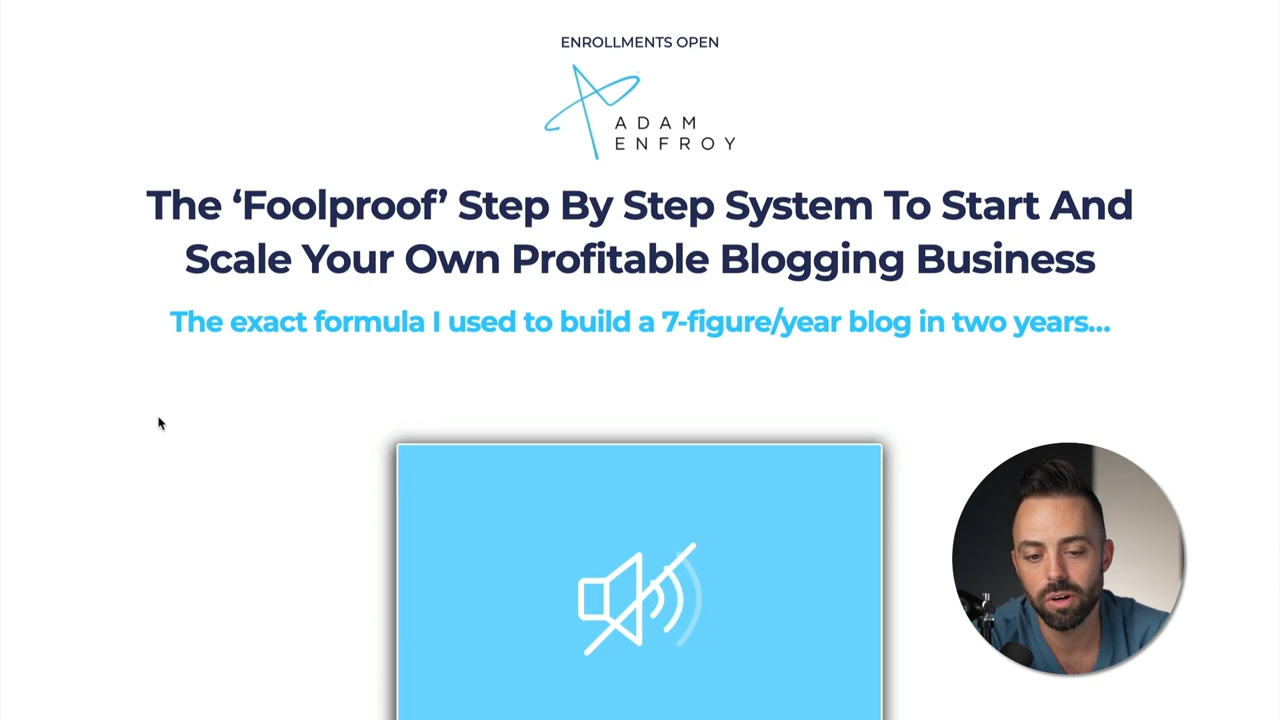 ENROLLMENTS OPEN
ADAM
ENFROY
The ‘Foolproof’ Step By Step System To Start And
Scale Your Own Profitable Blogging Business
The exact formula I used to build a 7-figure/year blog in two years...